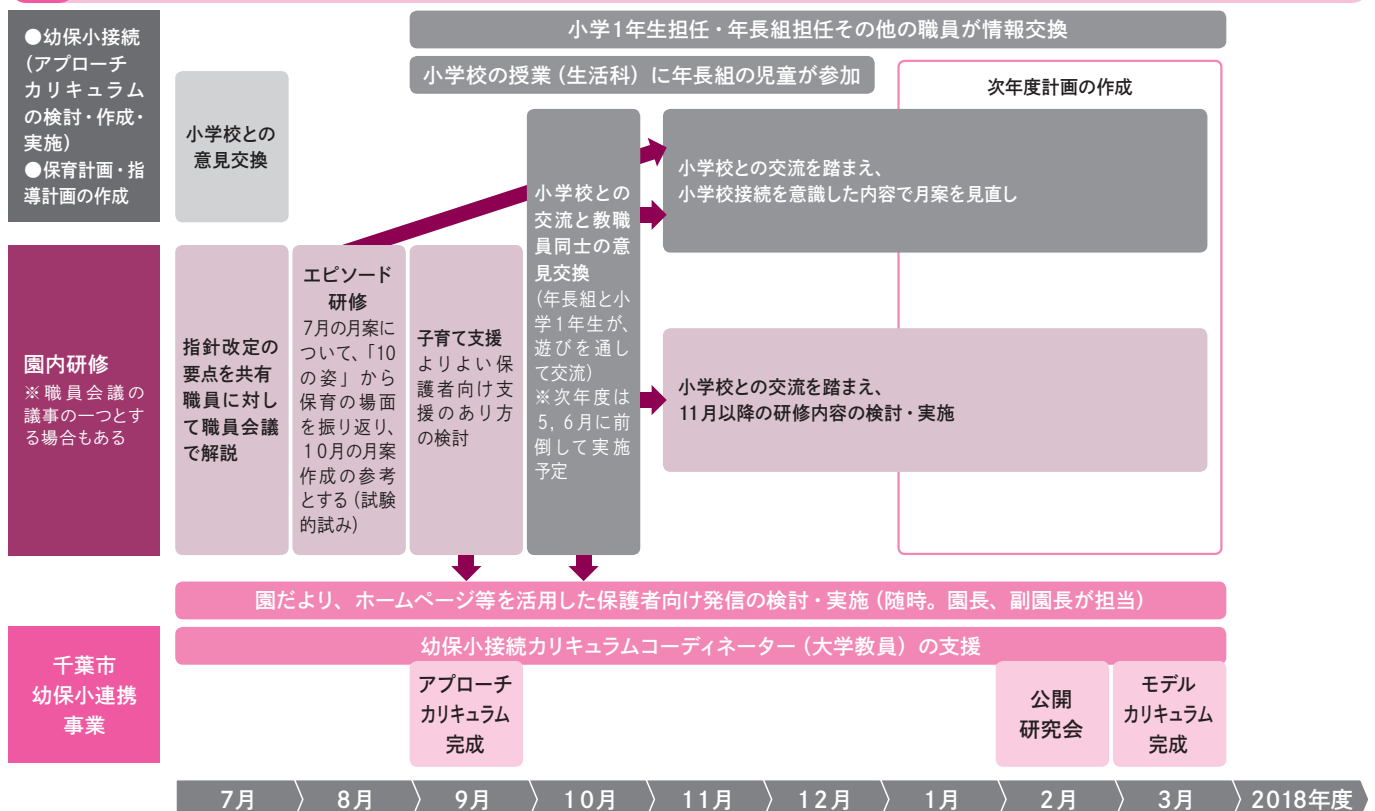 ●幼保小接続
(アプローチ
カリキュラム
の検討・作成・
実施)
●保育計画・指
導計画の作成
小学1年生担任・年長組担任その他の職員が情報交換
小学校の授業(生活科)に年長組の児童が参加
次年度計画の作成
小学校との
意見交換
小学校との
交流と教職
員同士の意
見交換
(年長組と小
学1年生が、
遊びを通し
て交流)
※次年度は
5, 6月に前
倒して実施
予定
小学校との交流を踏まえ、
小学校接続を意識した内容で月案を見直し
園内研修
※職員会議の
議事の一つとす
る場合もある
指針改定の
要点を共有
職員に対し
て職員会議
で解説
エピソード
研修
7月の月案に
ついて、「10
の姿」から
保育の場面
を振り返り、
10月の月案
作成の参考
とする(試験
的試み)
子育て支援
よりよい保
護者向け支
援のあり方
の検討
小学校との交流を踏まえ、
11月以降の研修内容の検討・実施
園だより、ホームページ等を活用した保護者向け発信の検討・実施(随時。園長、副園長が担当)
千葉市
幼保小連携
事業
幼保小接続カリキュラムコーディネーター(大学教員)の支援
アプローチ
カリキュラム
完成
公開
研究会
モデル
カリキュラム
完成
7月 8月 9月 10月 11月 12月 1月 2月 3月 2018年度